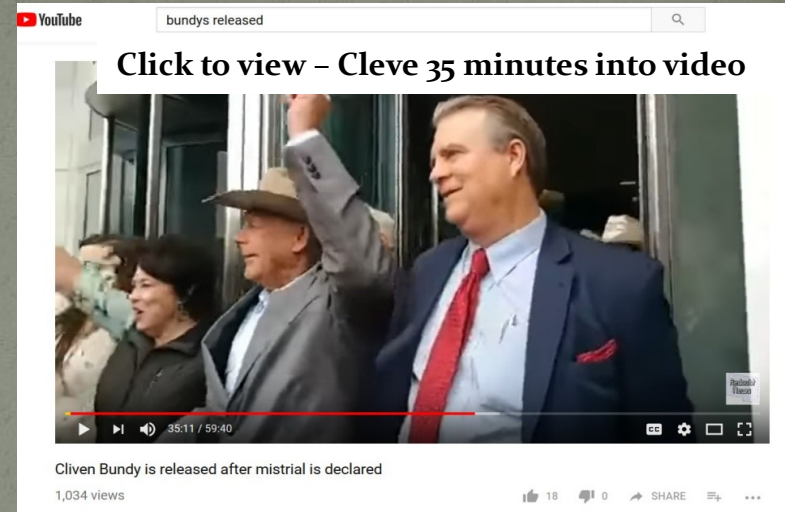 YouTube
bundys released
Click to view – Cleve 35 minutes into video
35:11 / 59:40
CC
Cliven Bundy is released after mistrial is declared
1,034 views
18 0 SHARE